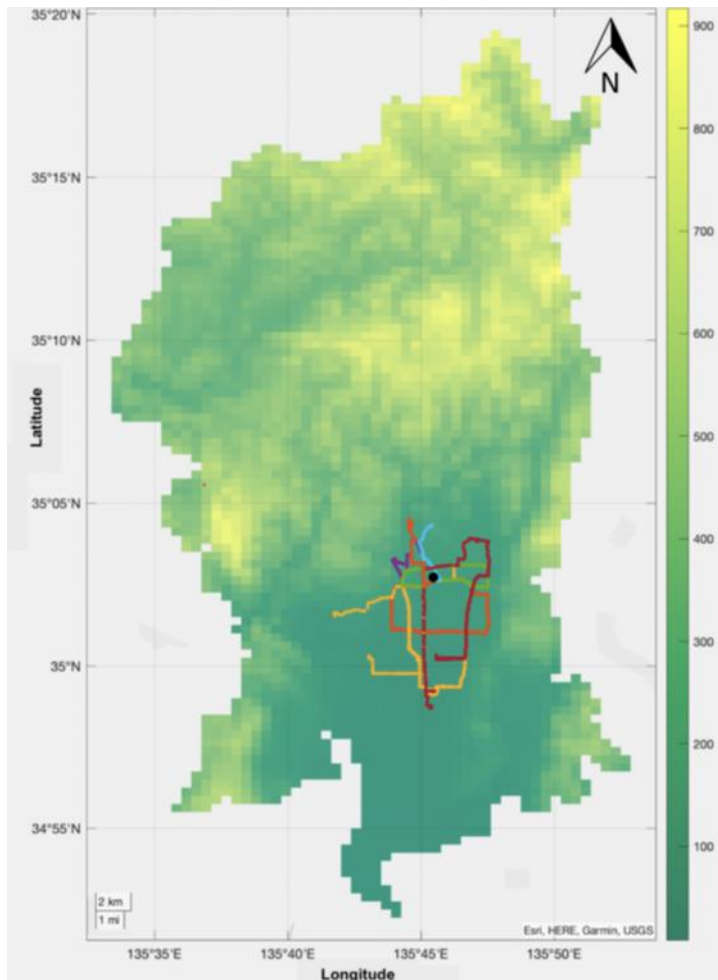 35°20'N
900
N
800
35°15'N
700
600
35°10'N
Latitude
500
35°05'N
400
300
35°N
200
34°55'N
100
2 km
1 mi
Esri, HERE, Garmin, USGS
135°35'E 135°40'E 135°45'E 135°50'E
Longitude